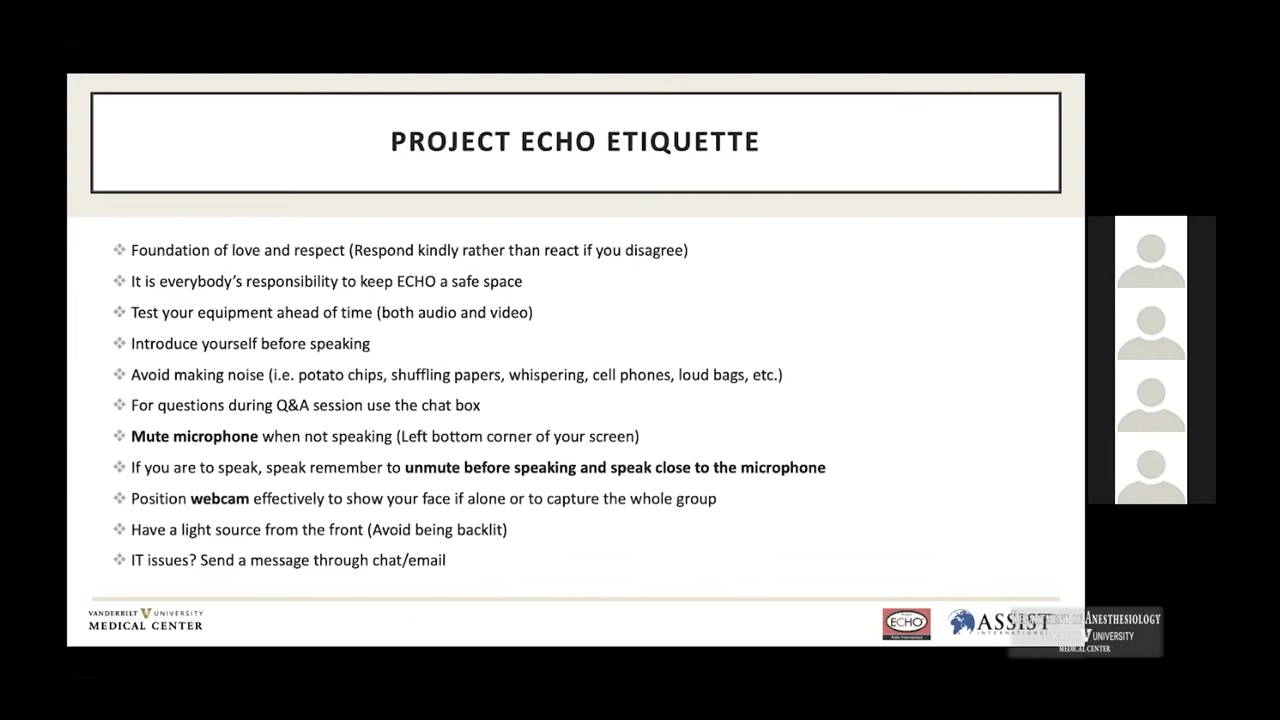 PROJECT ECHO ETIQUETTE
Foundation of love and respect (Respond kindly rather than react if you disagree)
It is everybody’s responsibility to keep ECHO a safe space
Test your equipment ahead of time (both audio and video)
Introduce yourself before speaking
Avoid making noise (i.e. potato chips, shuffling papers, whispering, cell phones, loud bags, etc.)
For questions during Q&A session use the chat box
Mute microphone when not speaking (Left bottom corner of your screen)
If you are to speak, speak remember to unmute before speaking and speak close to the microphone
Position webcam effectively to show your face if alone or to capture the whole group
Have a light source from the front (Avoid being backlit)
IT issues? Send a message through chat/email
VANDERBILT UNIVERSITY
MEDICAL CENTER
ECHO
ASSIST
INTERNATIONAL
OF ANESTHESIOLOGY
UNIVERSITY
MEDICAL CENTER